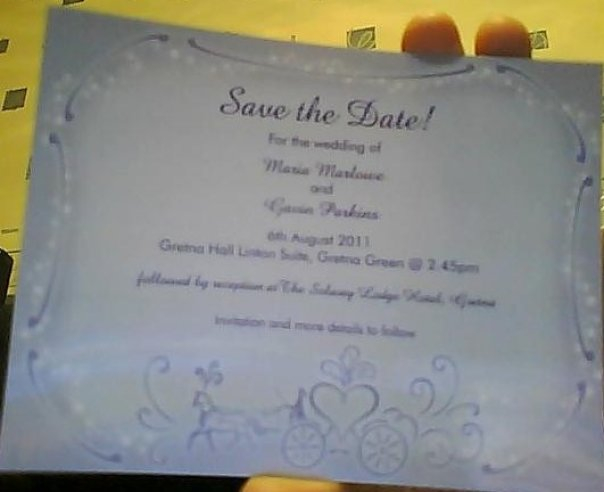 Save the Date!
For the wedding of
Maria Marlowe
and
Gavin Parkins
6th August 2011
Gretna Hall Linton Suite, Gretna Green @ 2.45pm
followed by reception at The Solway Lodge Hotel, Gretna
Invitation and more details to follow